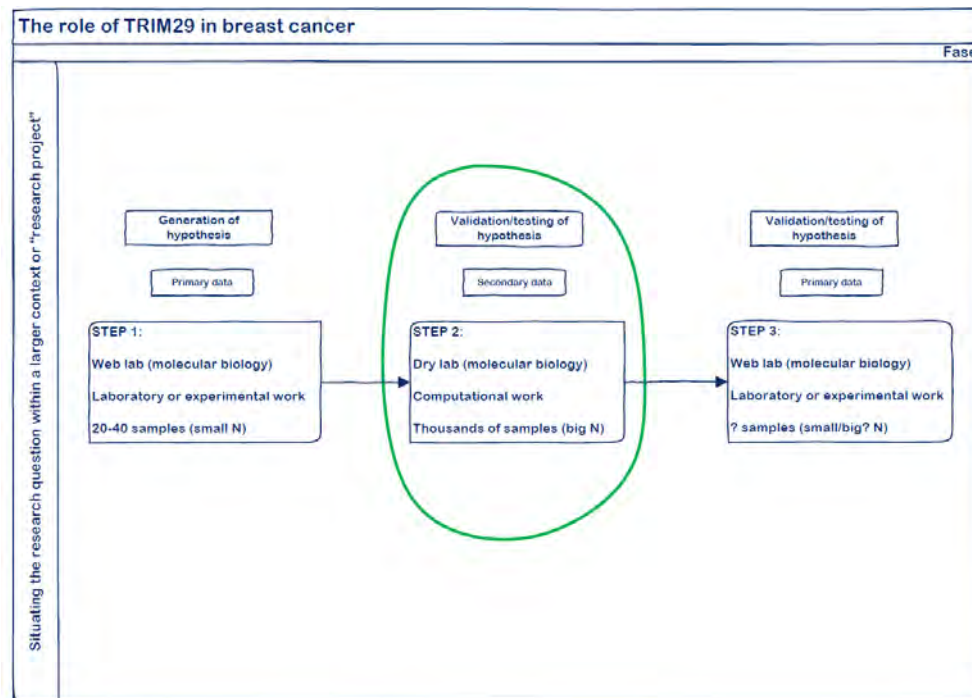 The role of TRIM29 in breast cancer
Fase
Situating the research question within a larger context or "research project"
Generation of
hypothesis
Primary data
STEP 1:
Web lab (molecular biology)
Laboratory or experimental work
20-40 samples (small N)
Validation/testing of
hypothesis
Secondary data
STEP 2:
Dry lab (molecular biology)
Computational work
Thousands of samples (big N)
Validation/testing of
hypothesis
Primary data
STEP 3:
Web lab (molecular biology)
Laboratory or experimental work
? samples (small/big? N)